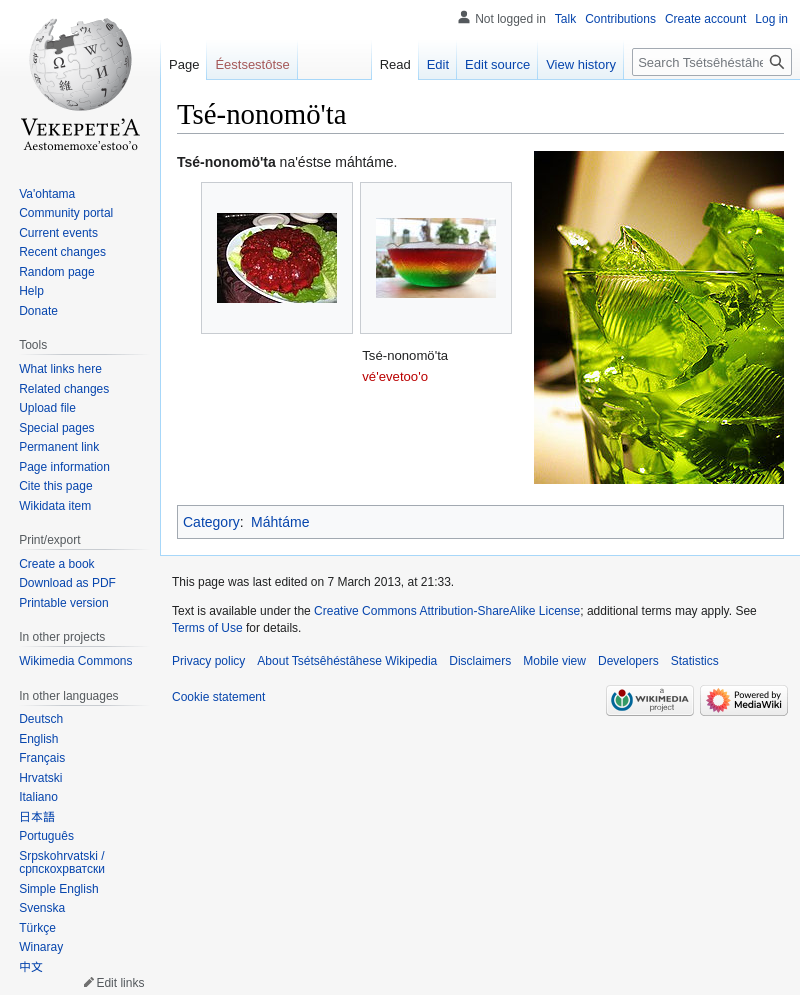 Not logged in Talk Contributions Create account Log in
Page Éestsestôtse Read Edit Edit source View history Search Tsétsêhéstâhe
VEKEPETE'A
Aestomemoxe'estoo'o
Tsé-nonomö'ta
Tsé-nonomö'ta na'éstse máhtáme.
Tsé-nonomö'ta
vé'evetoo'o
Category: Máhtáme
Va'ohtama
Community portal
Current events
Recent changes
Random page
Help
Donate
Tools
What links here
Related changes
Upload file
Special pages
Permanent link
Page information
Cite this page
Wikidata item
Print/export
Create a book
Download as PDF
Printable version
In other projects
Wikimedia Commons
In other languages
Deutsch
English
Français
Hrvatski
Italiano
日本語
Português
Srpskohrvatski /
српскохрватски
Simple English
Svenska
Türkçe
Winaray
中文
Edit links
This page was last edited on 7 March 2013, at 21:33.
Text is available under the Creative Commons Attribution-ShareAlike License; additional terms may apply. See
Terms of Use for details.
Privacy policy About Tsétsêhéstâhese Wikipedia Disclaimers Mobile view Developers Statistics
Cookie statement
a
WIKIMEDIA
project
Powered by
MediaWiki